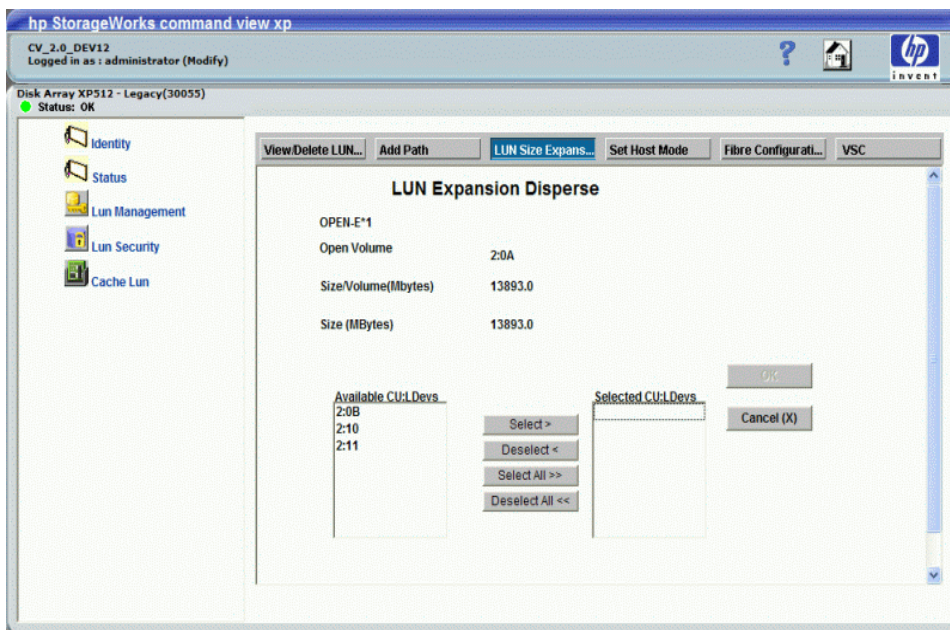 hp StorageWorks command view xp
CV_2.0_DEV12
Logged in as : administrator (Modify)
?
hp
invent
Disk Array XP512 - Legacy(30055)
Status: OK
Identity
Status
Lun Management
Lun Security
Cache Lun
View/Delete LUN... Add Path LUN Size Expans... Set Host Mode Fibre Configurati... VSC
LUN Expansion Disperse
OPEN-E*1
Open Volume 2:0A
Size/Volume(Mbytes) 13893.0
Size (MBytes) 13893.0
OK
Cancel (X)
Available CU:LDevs
2:0B
2:10
2:11
Select >
Deselect <
Select All >>
Deselect All <<
Selected CU:LDevs